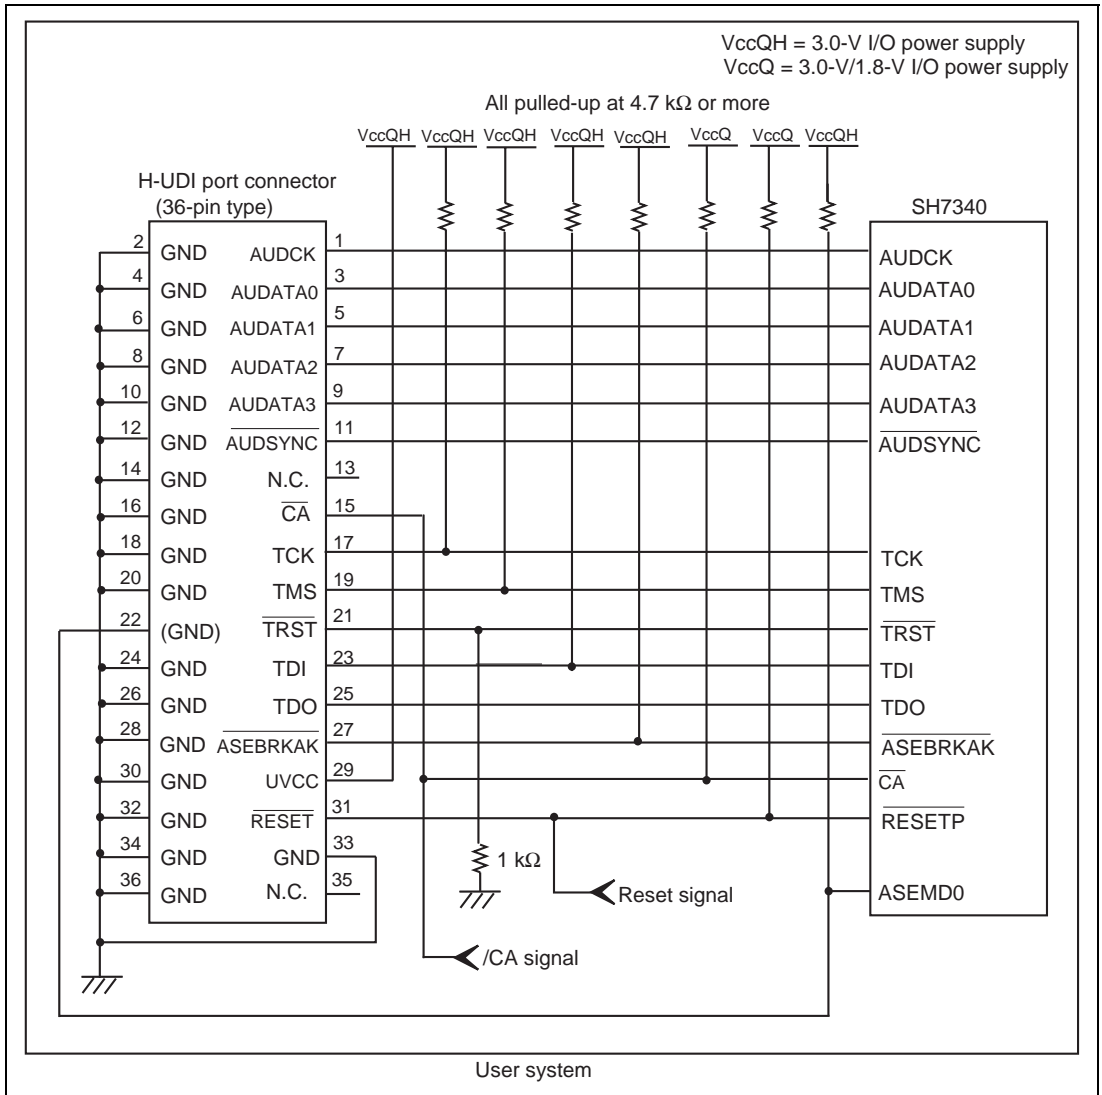 VccQH = 3.0-V I/O power supply
VccQ = 3.0-V/1.8-V I/O power supply
All pulled-up at 4.7 kΩ or more
VccQH VccQH VccQH VccQH VccQH VccQ VccQ VccQH
H-UDI port connector
(36-pin type)
SH7340
2 GND AUDCK 1 AUDCK
4 GND AUDATA0 3 AUDATA0
6 GND AUDATA1 5 AUDATA1
8 GND AUDATA2 7 AUDATA2
10 GND AUDATA3 9 AUDATA3
12 GND AUDSYNC 11 AUDSYNC
14 GND N.C. 13
16 GND CA 15
18 GND TCK 17 TCK
20 GND TMS 19 TMS
22 (GND) TRST 21 TRST
24 GND TDI 23 TDI
26 GND TDO 25 TDO
28 GND ASEBRKAK 27 ASEBRKAK
30 GND UVCC 29 CA
32 GND RESET 31 RESETP
34 GND GND 33
1 kΩ
36 GND N.C. 35
Reset signal
ASEMD0
/CA signal
User system